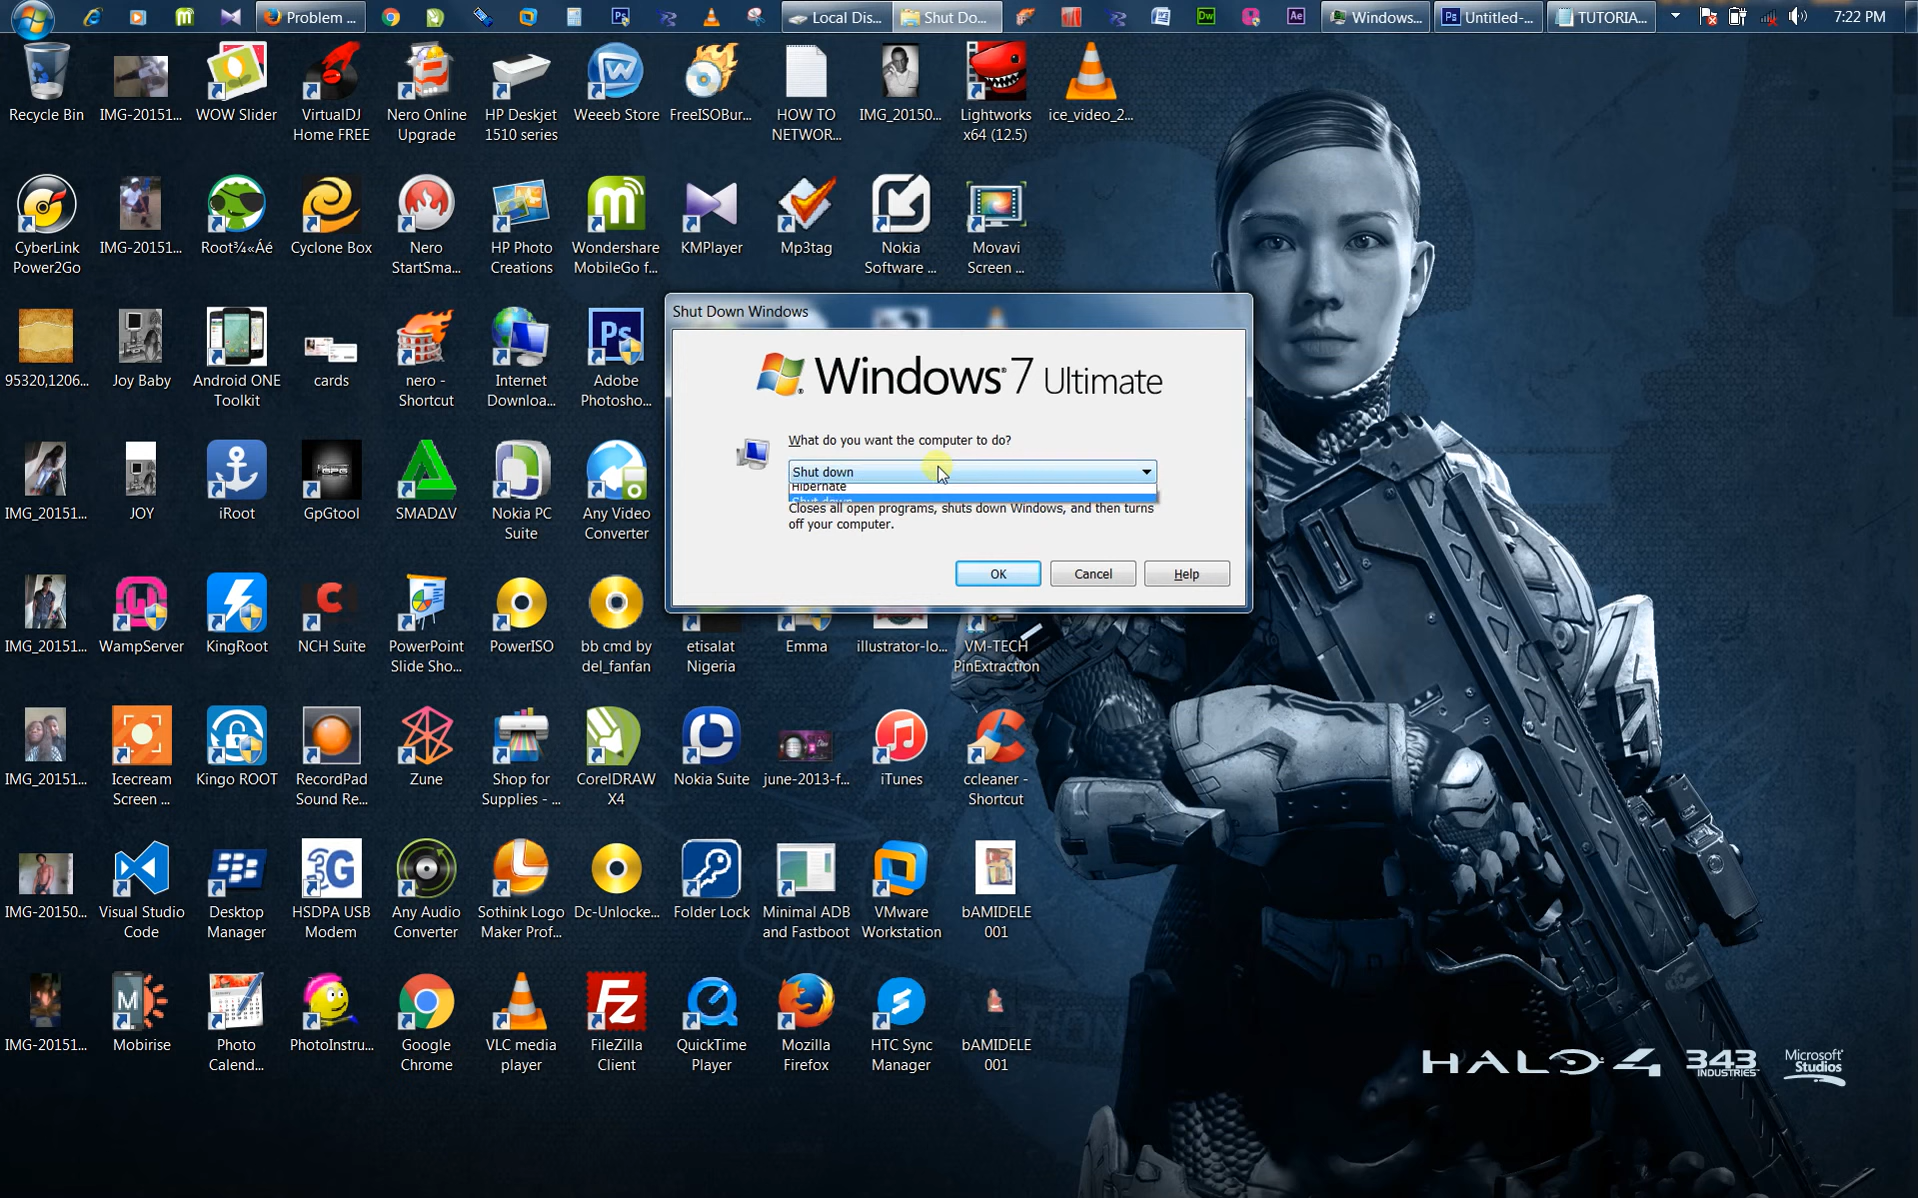 Problem ...
Local Dis...
Shut Do...
Windows...
Untitled-...
TUTORIA...
7:22 PM
Recycle Bin
IMG-20151...
WOW Slider
VirtualDJ
Home FREE
Nero Online
Upgrade
HP Deskjet
1510 series
Weeeb Store
FreeISOBur...
HOW TO
NETWOR...
IMG_20150...
Lightworks
x64 (12.5)
ice_video_2...
CyberLink
Power2Go
IMG-20151...
Root¾«Áé
Cyclone Box
Nero
StartSma...
HP Photo
Creations
Wondershare
MobileGo f...
KMPlayer
Mp3tag
Nokia
Software ...
Movavi
Screen ...
95320,1206...
Joy Baby
Android ONE
Toolkit
cards
nero -
Shortcut
Internet
Downloa...
Adobe
Photosho...
Shut Down Windows
Windows 7 Ultimate
What do you want the computer to do?
Shut down
Hibernate
Shut down
Closes all open programs, shuts down Windows, and then turns
off your computer.
OK
Cancel
Help
IMG_20151...
JOY
iRoot
GpGtool
SMADΔV
Nokia PC
Suite
Any Video
Converter
IMG_20151...
WampServer
KingRoot
NCH Suite
PowerPoint
Slide Sho...
PowerISO
bb cmd by
del_fanfan
etisalat
Nigeria
Emma
illustrator-lo...
VM-TECH
PinExtraction
IMG_20151...
Icecream
Screen ...
Kingo ROOT
RecordPad
Sound Re...
Zune
Shop for
Supplies - ...
CorelDRAW
X4
Nokia Suite
june-2013-f...
iTunes
ccleaner -
Shortcut
IMG-20150...
Visual Studio
Code
Desktop
Manager
HSDPA USB
Modem
Any Audio
Converter
Sothink Logo
Maker Prof...
Dc-Unlocke...
Folder Lock
Minimal ADB
and Fastboot
VMware
Workstation
bAMIDELE
001
IMG-20151...
Mobirise
Photo
Calend...
PhotoInstru...
Google
Chrome
VLC media
player
FileZilla
Client
QuickTime
Player
Mozilla
Firefox
HTC Sync
Manager
bAMIDELE
001
HALO 4
343
INDUSTRIES
Microsoft
Studios